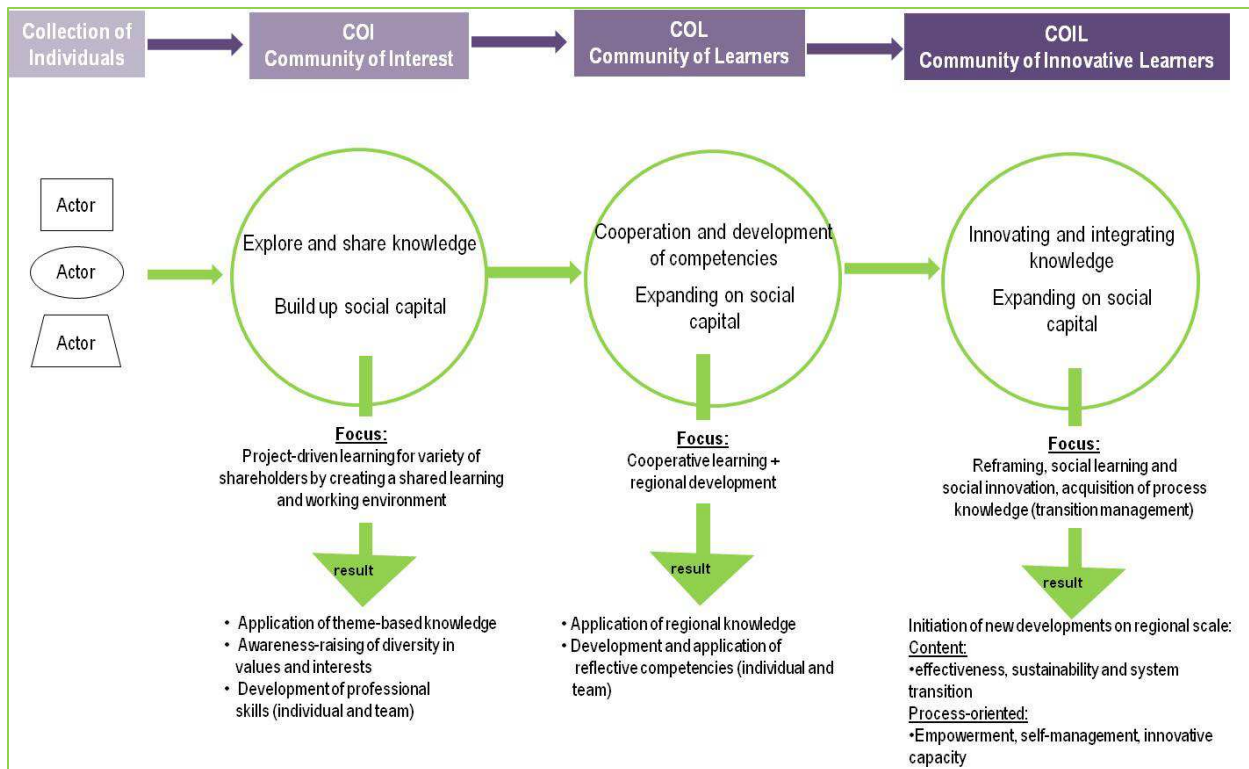 Collection of
Individuals
COI
Community of Interest
COL
Community of Learners
COIL
Community of Innovative Learners
Actor
Actor
Actor
Explore and share knowledge
Build up social capital
Cooperation and development
of competencies
Expanding on social
capital
Innovating and integrating
knowledge
Expanding on social
capital
Focus:
Project-driven learning for variety of
shareholders by creating a shared learning
and working environment
Focus:
Cooperative learning +
regional development
Focus:
Reframing, social learning and
social innovation, acquisition of process
knowledge (transition management)
result
result
result
• Application of theme-based knowledge
• Awareness-raising of diversity in
values and interests
• Development of professional
skills (individual and team)
• Application of regional knowledge
• Development and application of
reflective competencies (individual and
team)
Initiation of new developments on regional scale:
Content:
•effectiveness, sustainability and system
transition
Process-oriented:
•Empowerment, self-management, innovative
capacity